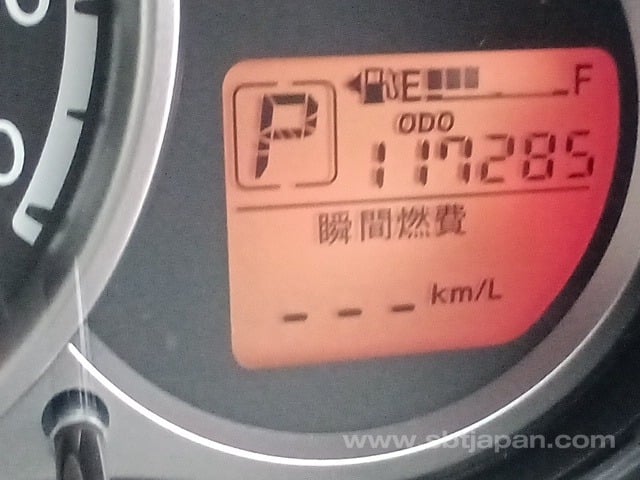 E F
P
ODO
117285
瞬間燃費
--- km/L
www.sbtjapan.com